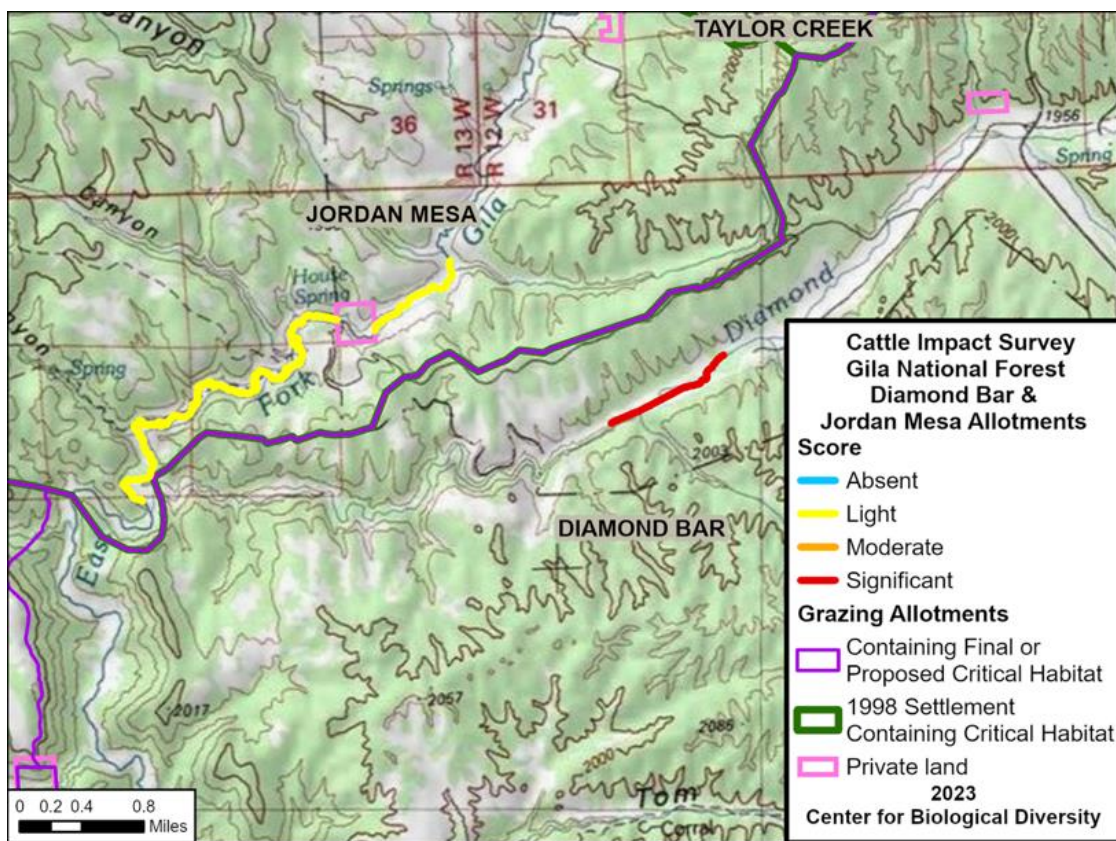 Canyon
TAYLOR CREEK
2000
Springs
36
R 13 W
R 12 W
31
1956
Spring
Canyon
JORDAN MESA
Gila
2000
House
Spring
Diamond
Spring
Fork
2003
DIAMOND BAR
2017
2057
2086
2000
Tom
Corral
0 0.2 0.4 0.8
Miles
Cattle Impact Survey
Gila National Forest
Diamond Bar &
Jordan Mesa Allotments
Score
Absent
Light
Moderate
Significant
Grazing Allotments
Containing Final or
Proposed Critical Habitat
1998 Settlement
Containing Critical Habitat
Private land
2023
Center for Biological Diversity